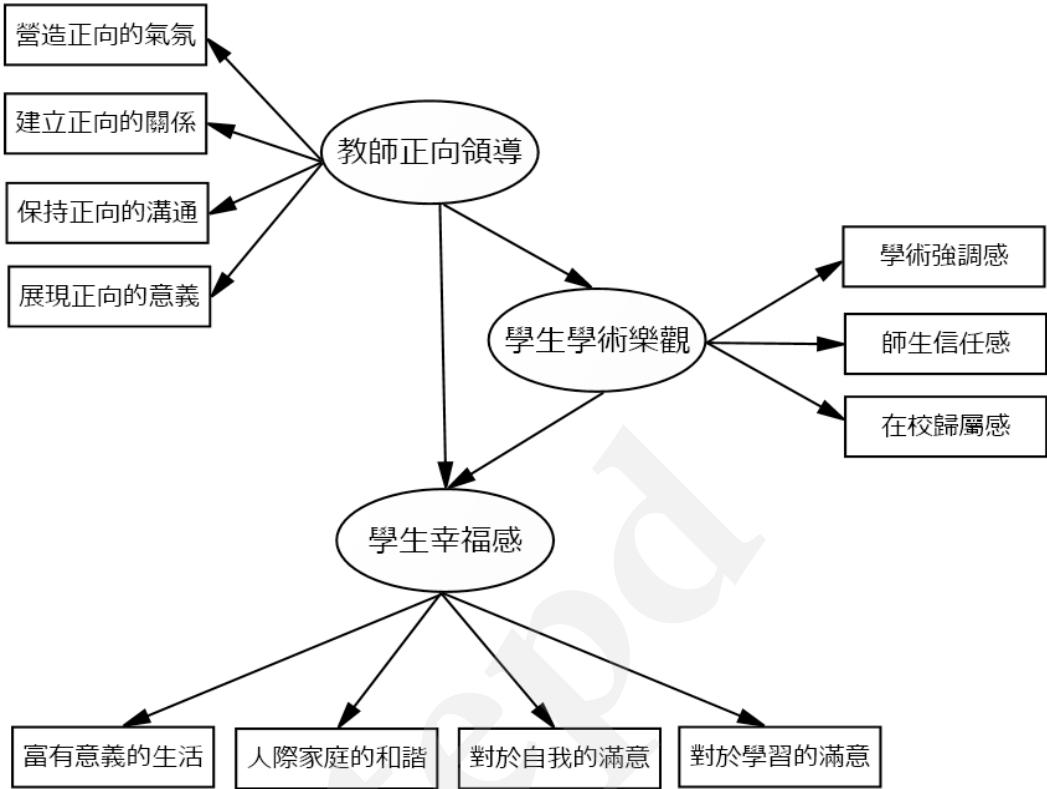 營造正向的氣氛
建立正向的關係
教師正向領導
保持正向的溝通
學術強調感
展現正向的意義
學生學術樂觀
師生信任感
在校歸屬感
學生幸福感
富有意義的生活
人際家庭的和諧
對於自我的滿意
對於學習的滿意
tepd